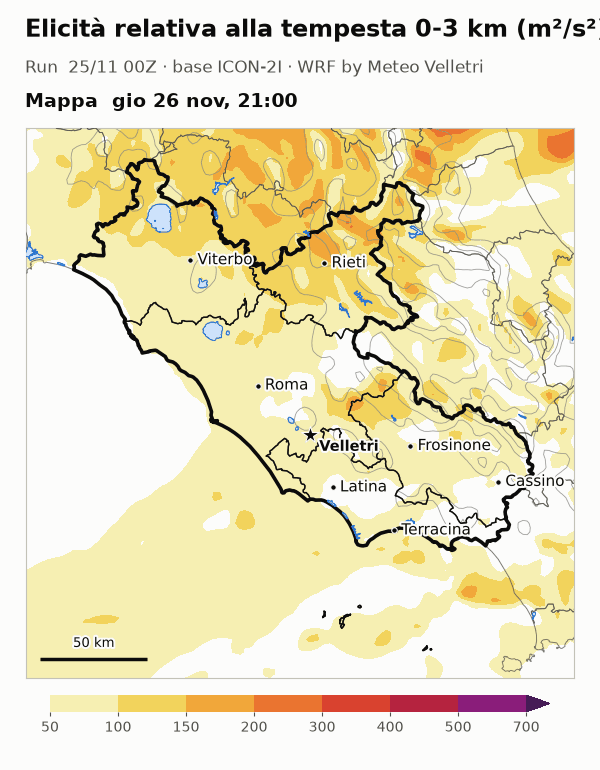 Elicità relativa alla tempesta 0-3 km (m²/s²)
Run  25/11 00Z · base ICON-2I · WRF by Meteo Velletri
Mappa  gio 26 nov, 21:00
Viterbo
Rieti
Roma
Velletri
Frosinone
Cassino
Latina
Terracina
50 km
50 100 150 200 300 400 500 700